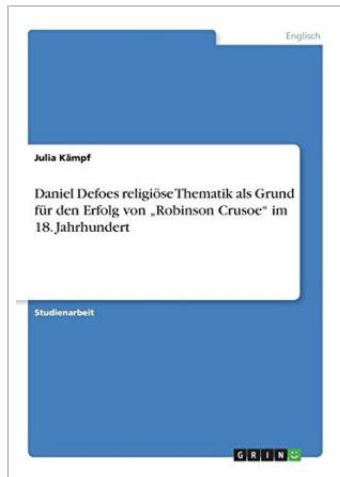 Englisch
Julia Kämpf
Daniel Defoes religiöse Thematik als Grund
für den Erfolg von „Robinson Crusoe“ im
18. Jahrhundert
Studienarbeit
GRIN